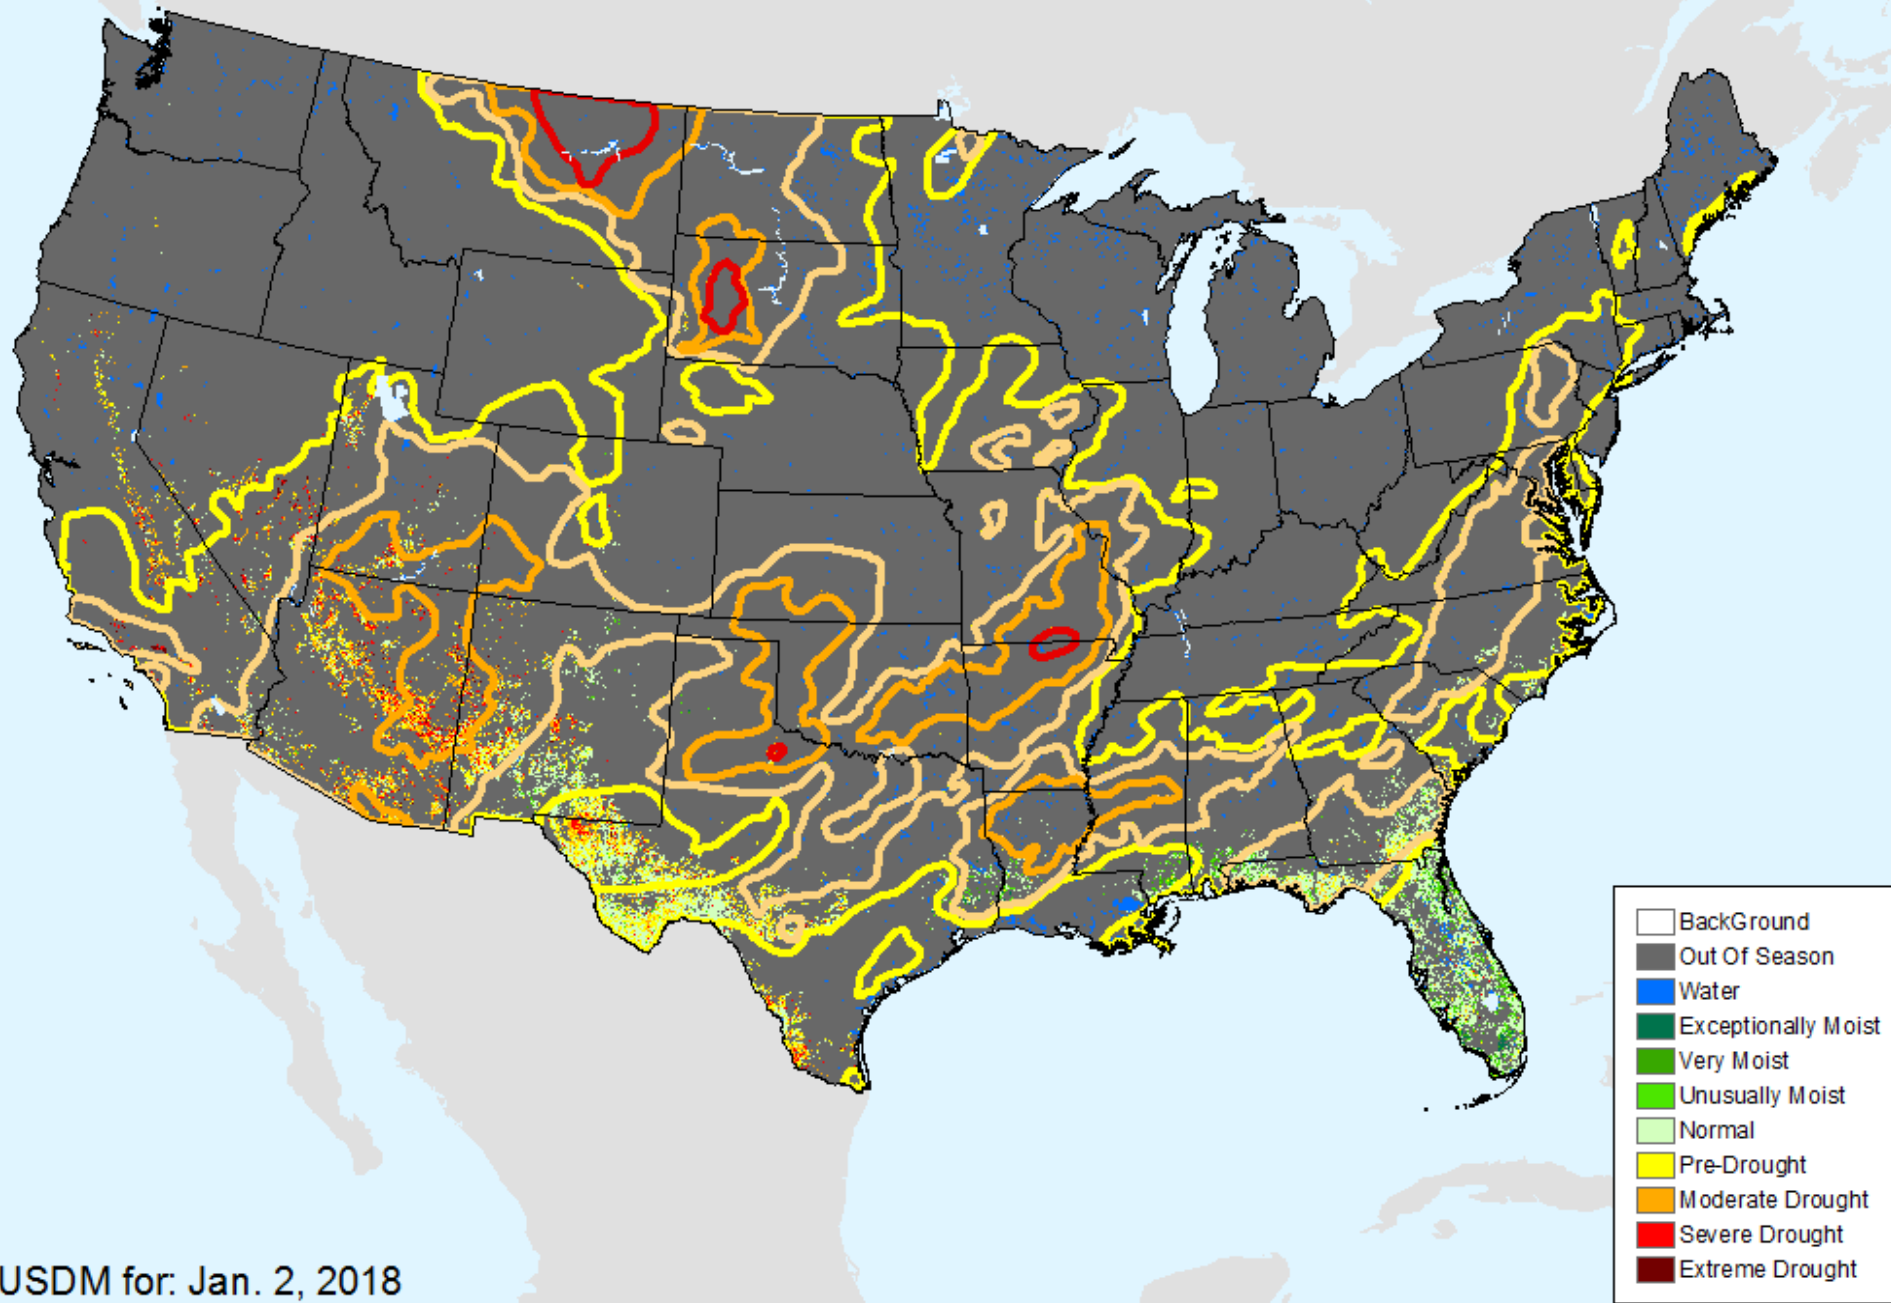 BackGround
Out Of Season
Water
Exceptionally Moist
Very Moist
Unusually Moist
Normal
Pre-Drought
Moderate Drought
Severe Drought
Extreme Drought
USDM for: Jan. 2, 2018